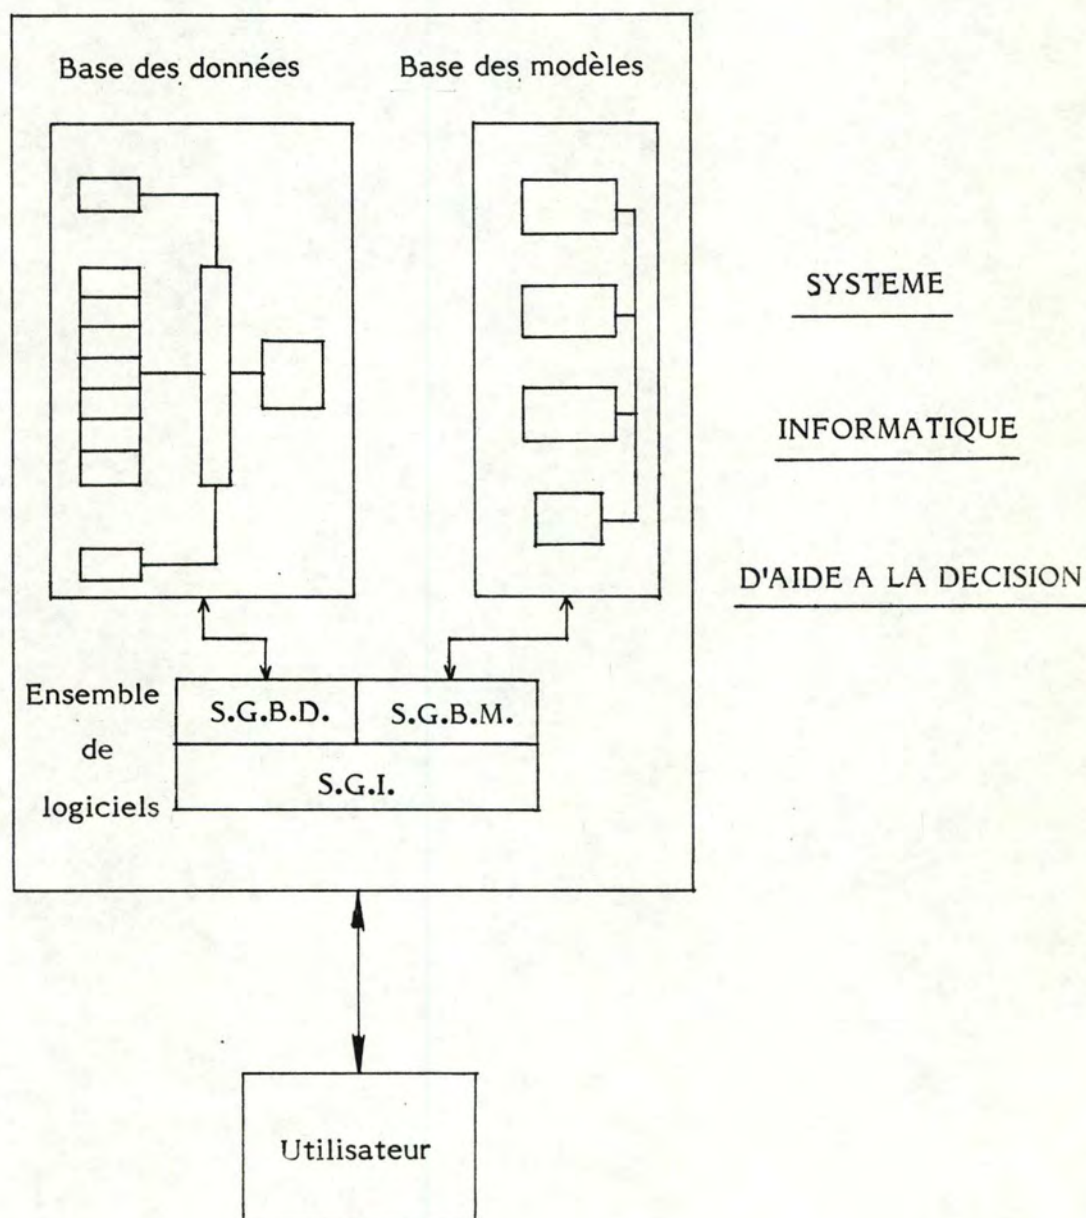 Base des données
Base des modèles
SYSTEME
INFORMATIQUE
D'AIDE A LA DECISION
Ensemble
de
logiciels
S.G.B.D.
S.G.B.M.
S.G.I.
Utilisateur